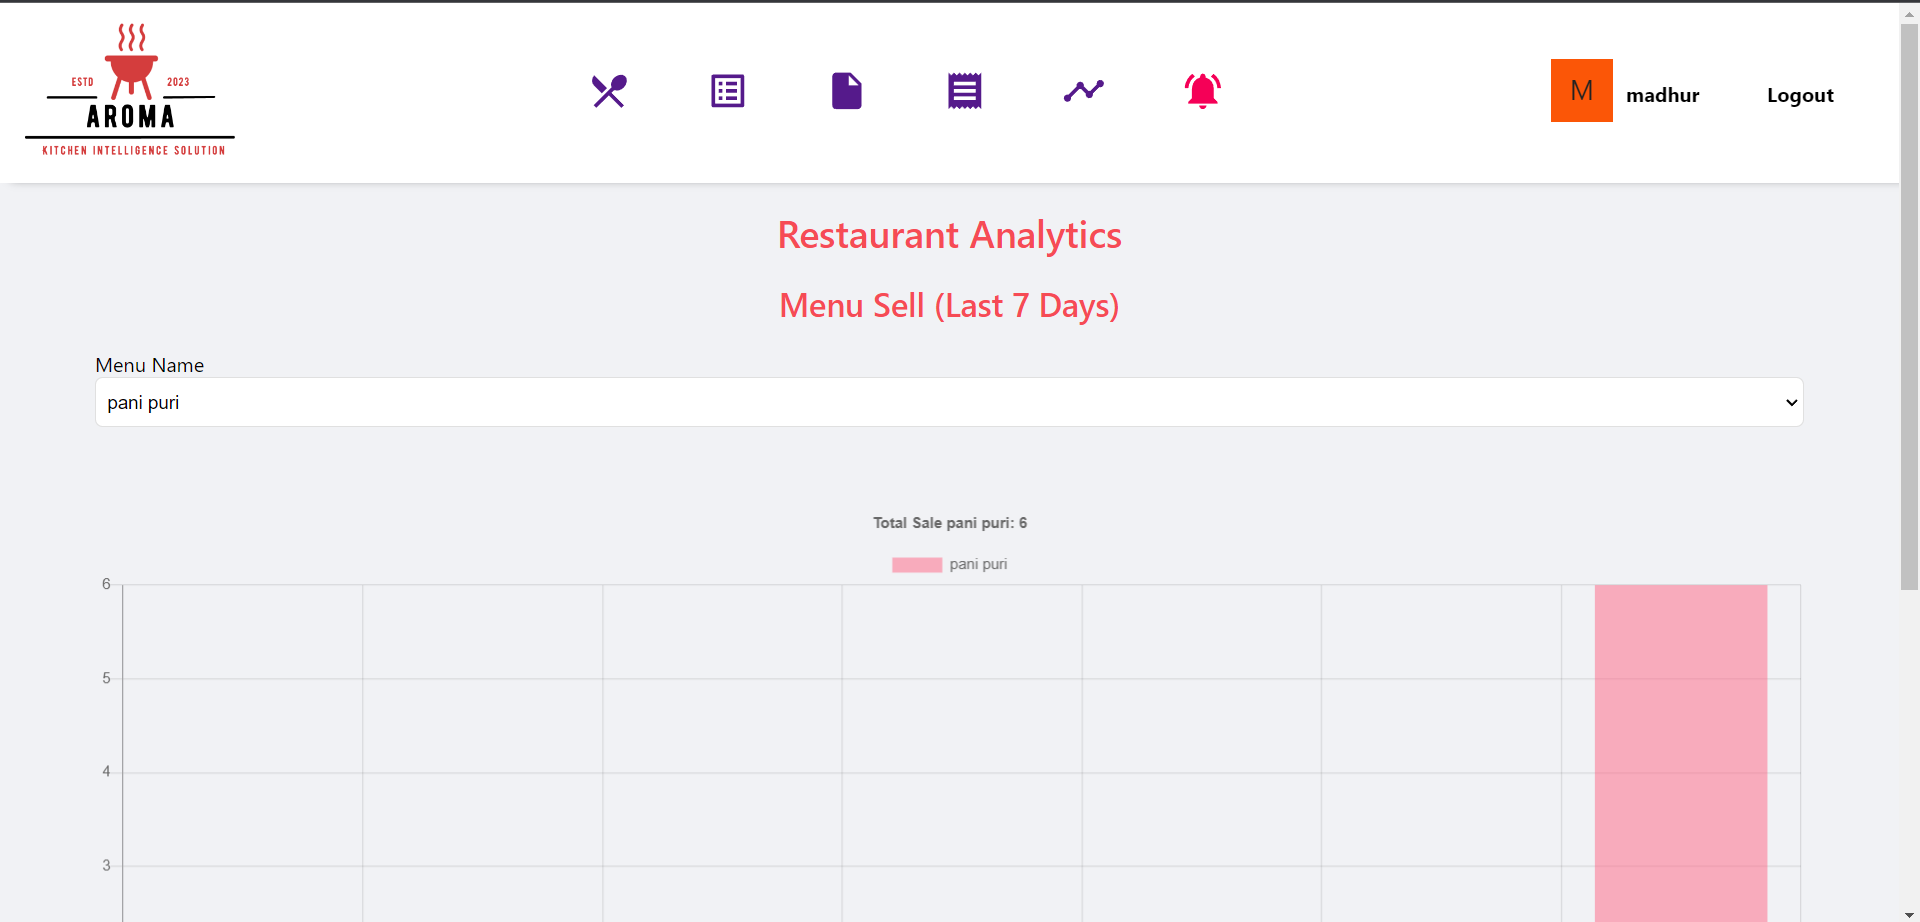 ESTD 2023
AROMA
KITCHEN INTELLIGENCE SOLUTION
M madhur Logout
Restaurant Analytics
Menu Sell (Last 7 Days)
Menu Name
pani puri
Total Sale pani puri: 6
pani puri
6
5
4
3